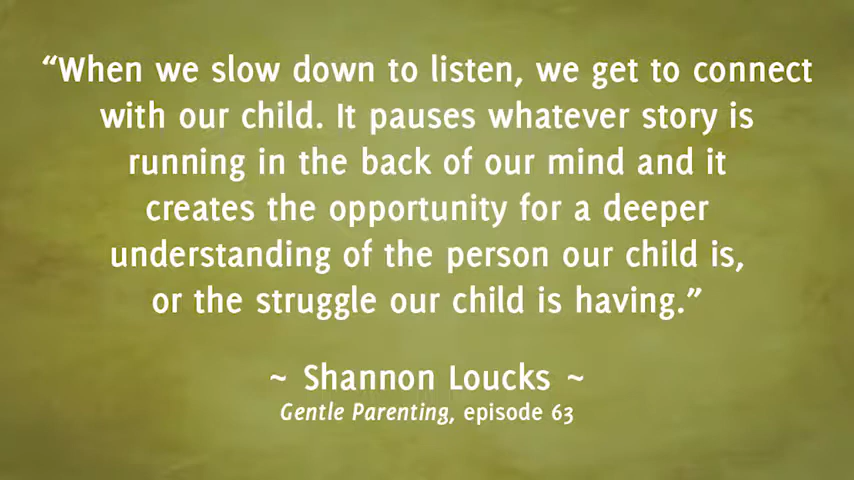 “When we slow down to listen, we get to connect
with our child. It pauses whatever story is
running in the back of our mind and it
creates the opportunity for a deeper
understanding of the person our child is,
or the struggle our child is having.”
~ Shannon Loucks ~
Gentle Parenting, episode 63